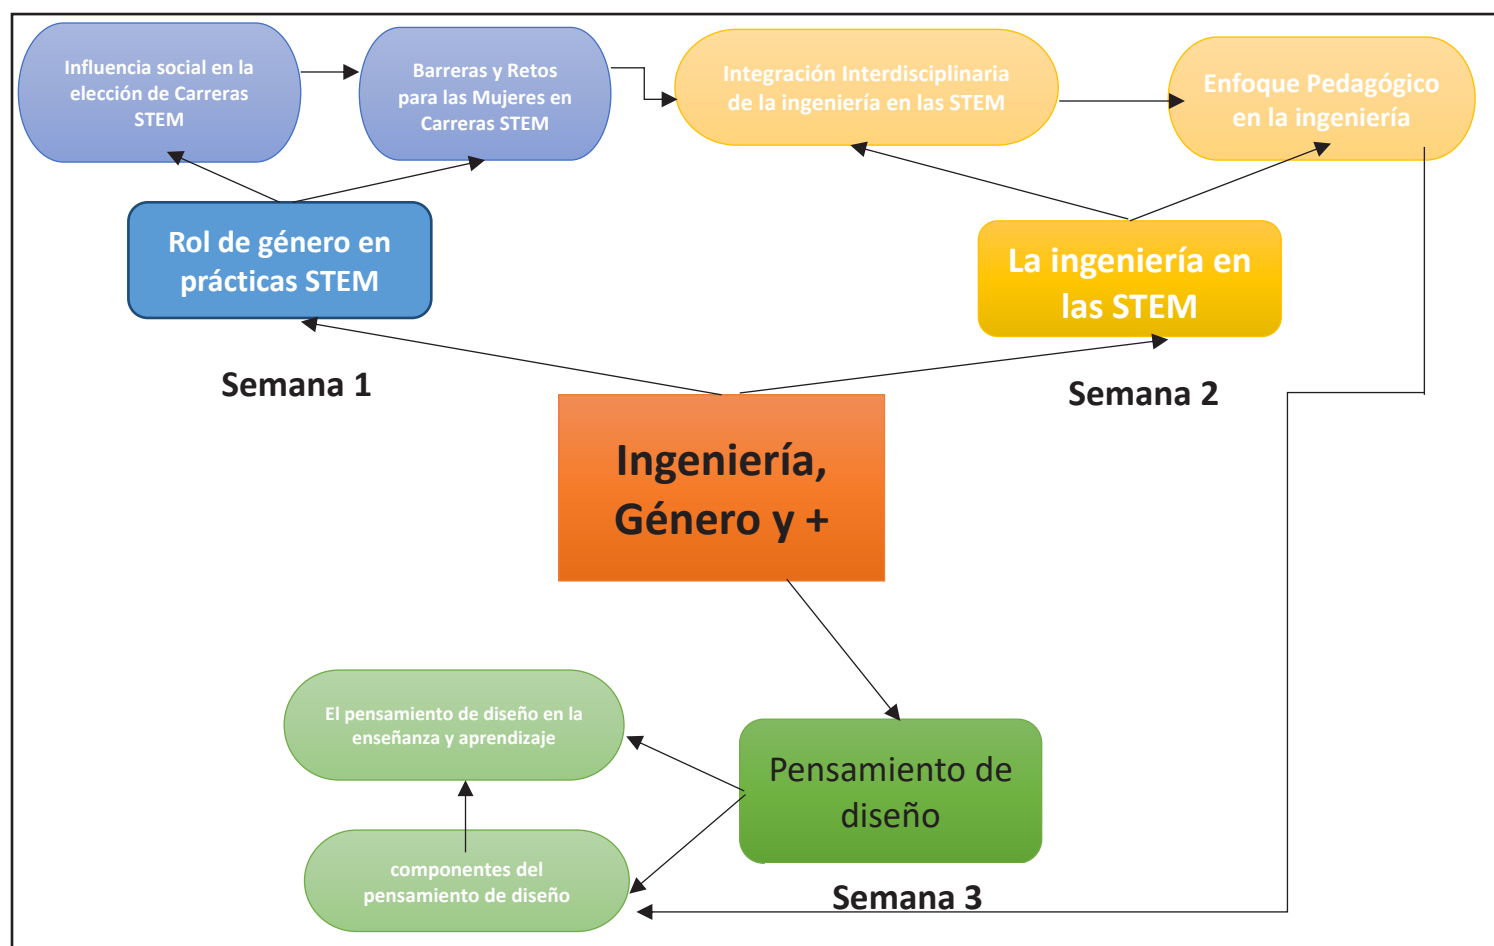 Influencia social en la
elección de Carreras
STEM
Barreras y Retos
para las Mujeres en
Carreras STEM
Integración Interdisciplinaria
de la ingeniería en las STEM
Enfoque Pedagógico
en la ingeniería
Rol de género en
prácticas STEM
La ingeniería en
las STEM
Semana 1
Semana 2
Ingeniería,
Género y +
El pensamiento de diseño en la
enseñanza y aprendizaje
Pensamiento de
diseño
componentes del
pensamiento de diseño
Semana 3